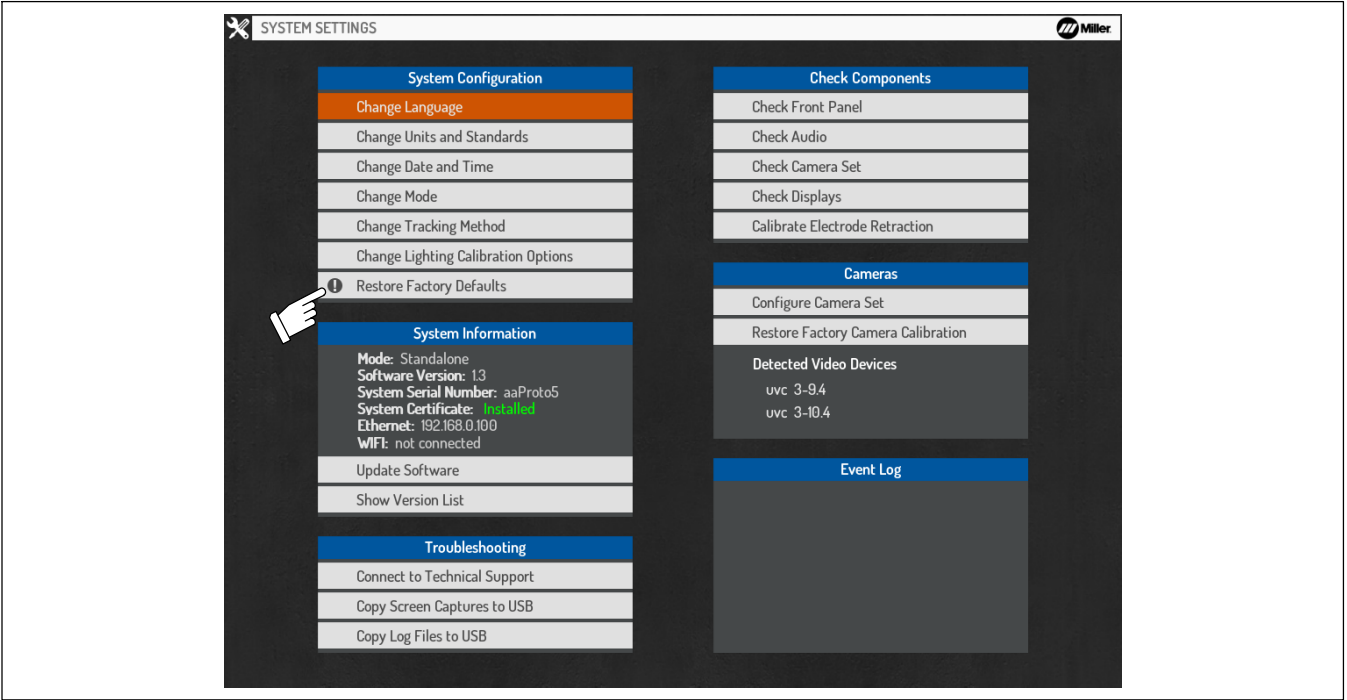 SYSTEM SETTINGS
Miller.
System Configuration
Change Language
Change Units and Standards
Change Date and Time
Change Mode
Change Tracking Method
Change Lighting Calibration Options
! Restore Factory Defaults
System Information
Mode: Standalone
Software Version: 1.3
System Serial Number: aaProto5
System Certificate: Installed
Ethernet: 192.168.0.100
WIFI: not connected
Update Software
Show Version List
Troubleshooting
Connect to Technical Support
Copy Screen Captures to USB
Copy Log Files to USB
Check Components
Check Front Panel
Check Audio
Check Camera Set
Check Displays
Calibrate Electrode Retraction
Cameras
Configure Camera Set
Restore Factory Camera Calibration
Detected Video Devices
uvc 3-9.4
uvc 3-10.4
Event Log